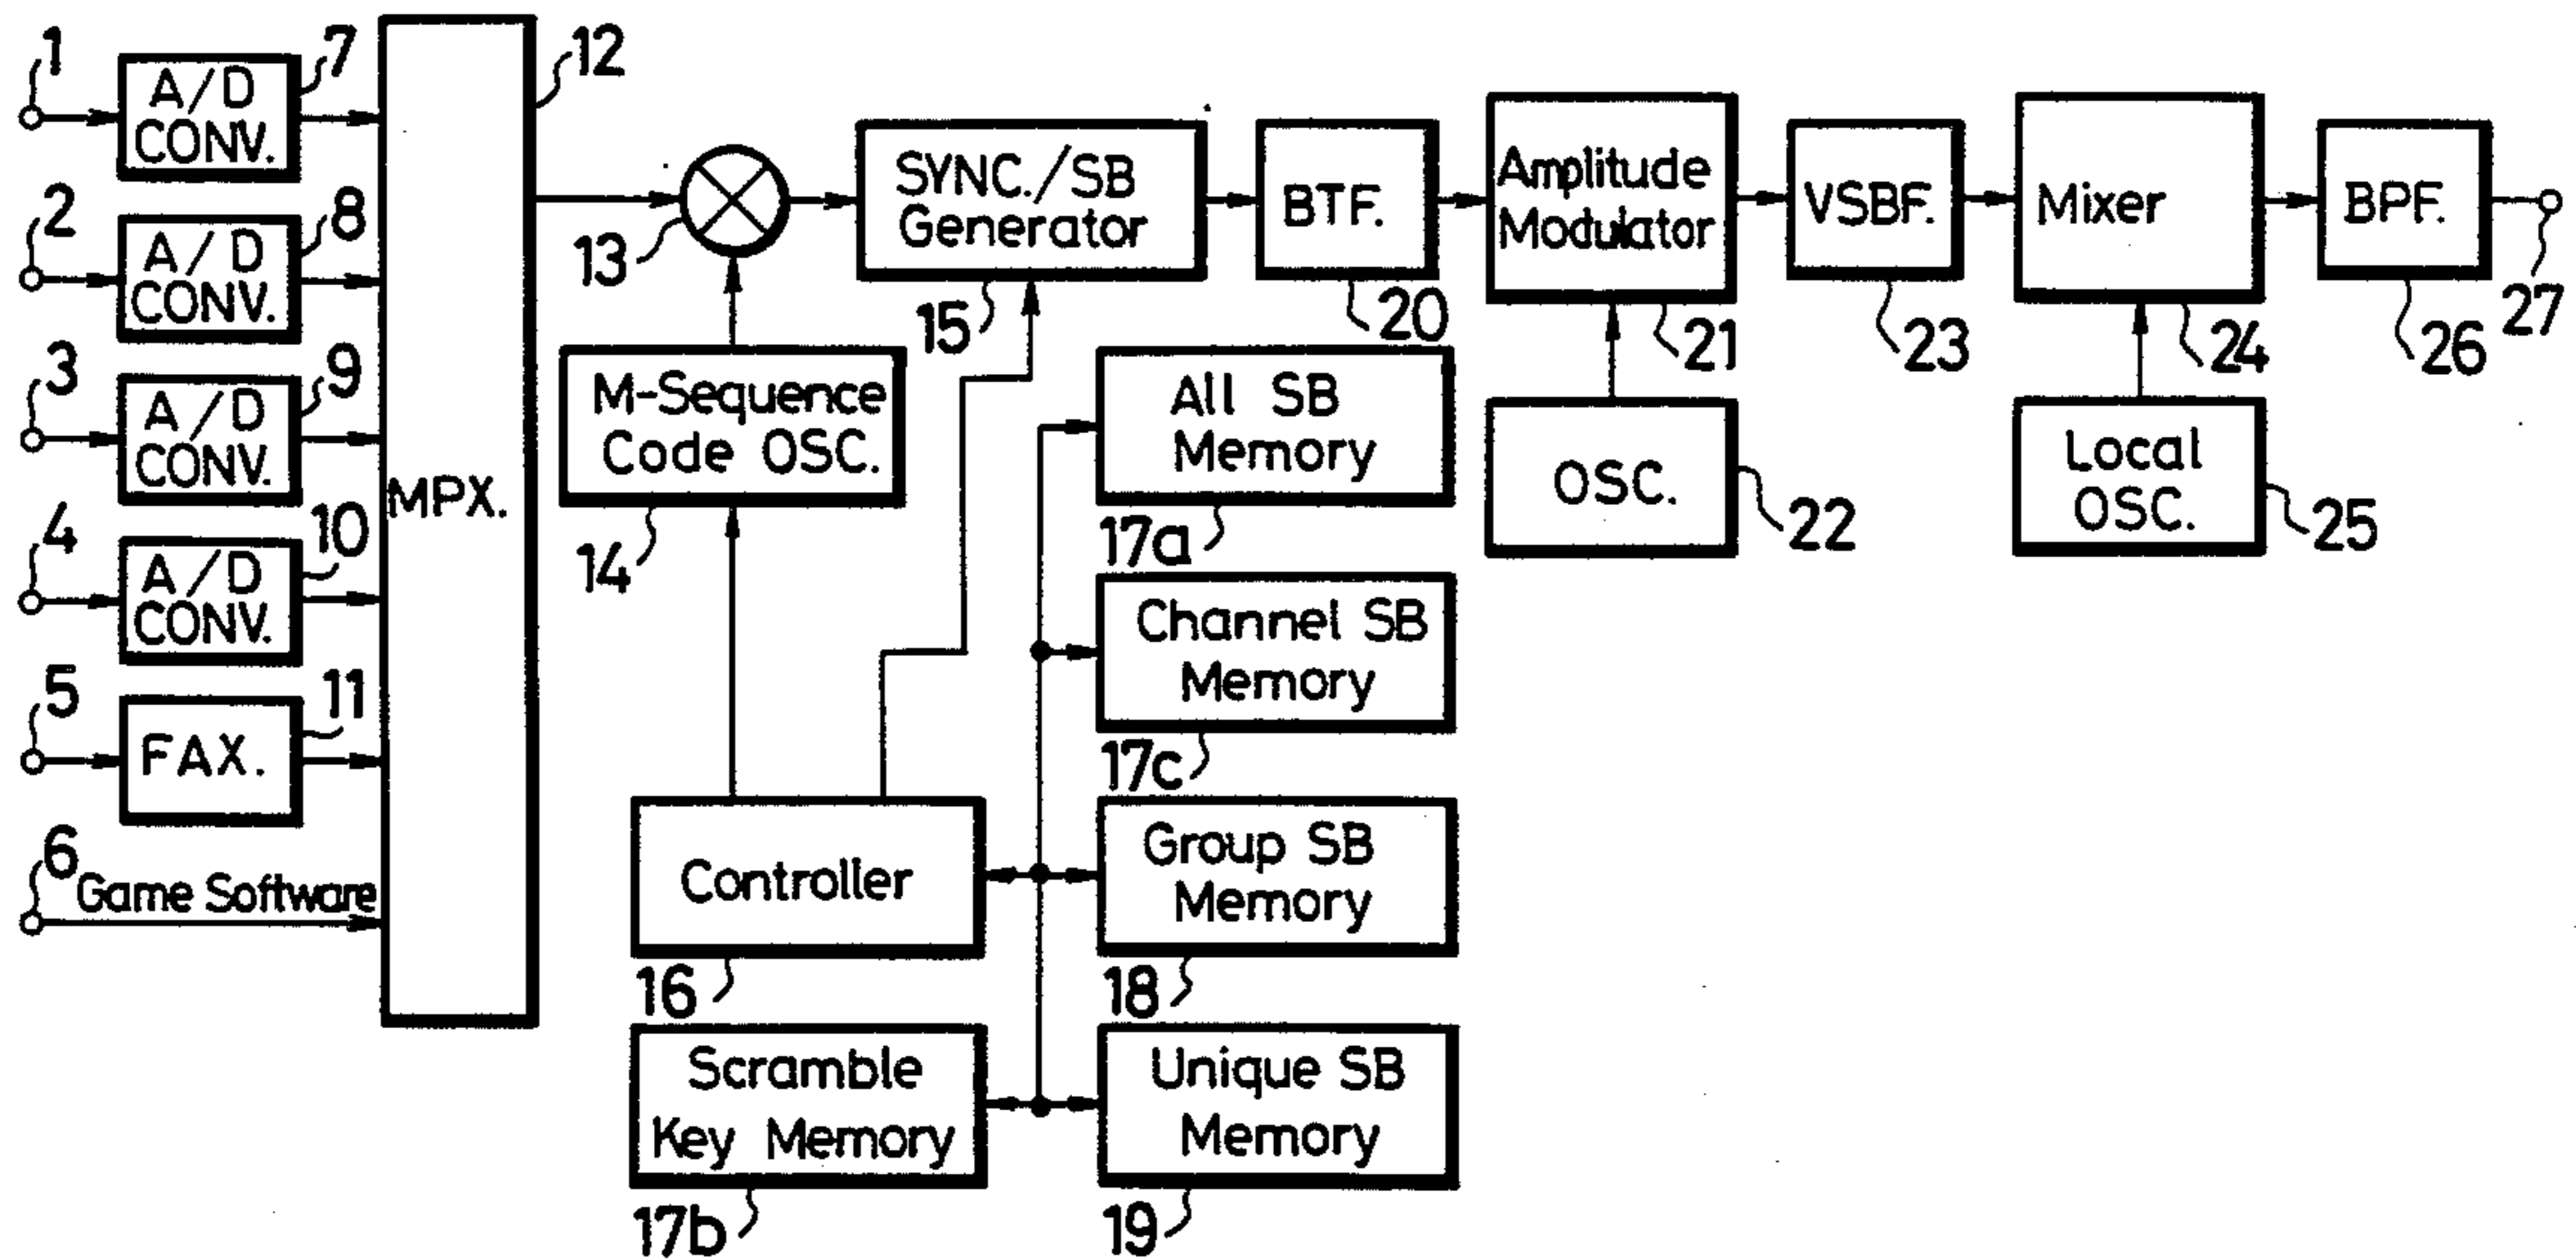 1
A/D
CONV.
7
2
A/D
CONV.
8
3
A/D
CONV.
9
4
A/D
CONV.
10
5
FAX.
11
6
Game Software
MPX.
12
13
M-Sequence
Code OSC.
14
SYNC./SB
Generator
15
BTF.
20
Amplitude
Modulator
21
OSC.
22
VSBF.
23
Mixer
24
Local
OSC.
25
BPF.
26
27
All SB
Memory
17a
Channel SB
Memory
17c
Controller
16
Group SB
Memory
18
Scramble
Key Memory
17b
Unique SB
Memory
19